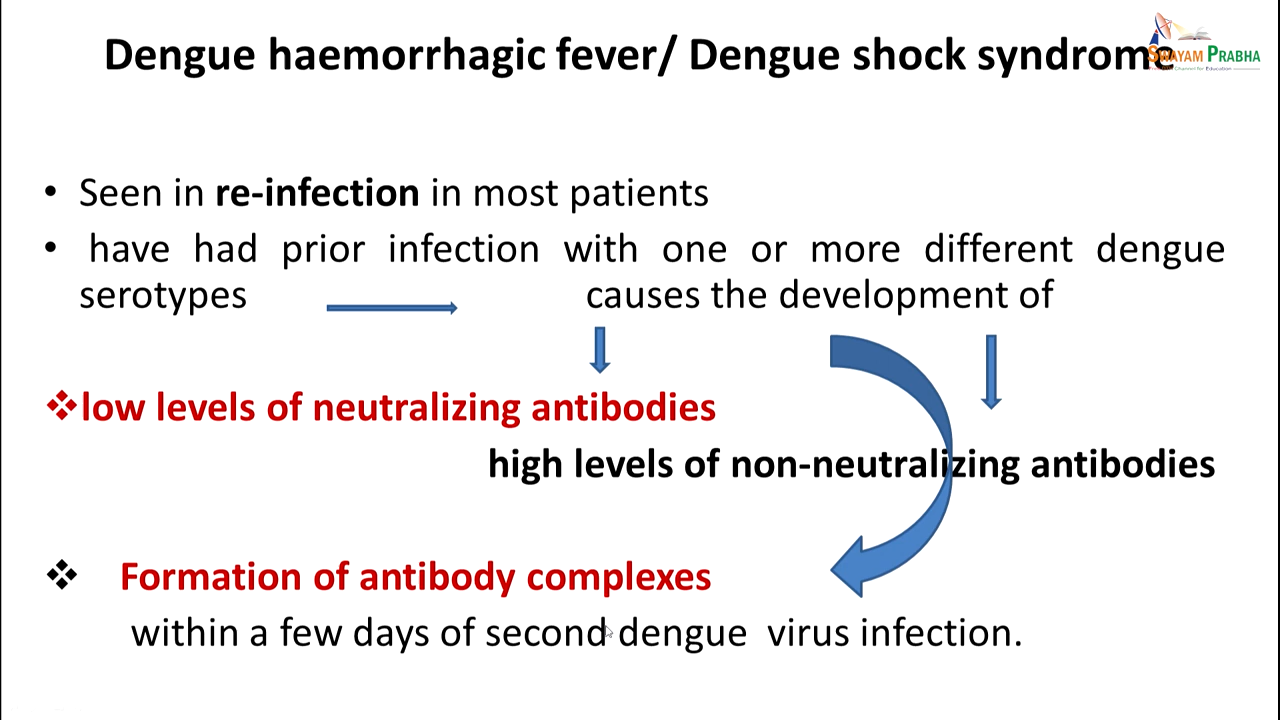 Dengue haemorrhagic fever/ Dengue shock syndrome
SWAYAM PRABHA
• Seen in re-infection in most patients
• have had prior infection with one or more different dengue
serotypes causes the development of
❖low levels of neutralizing antibodies
high levels of non-neutralizing antibodies
❖ Formation of antibody complexes
within a few days of second dengue virus infection.